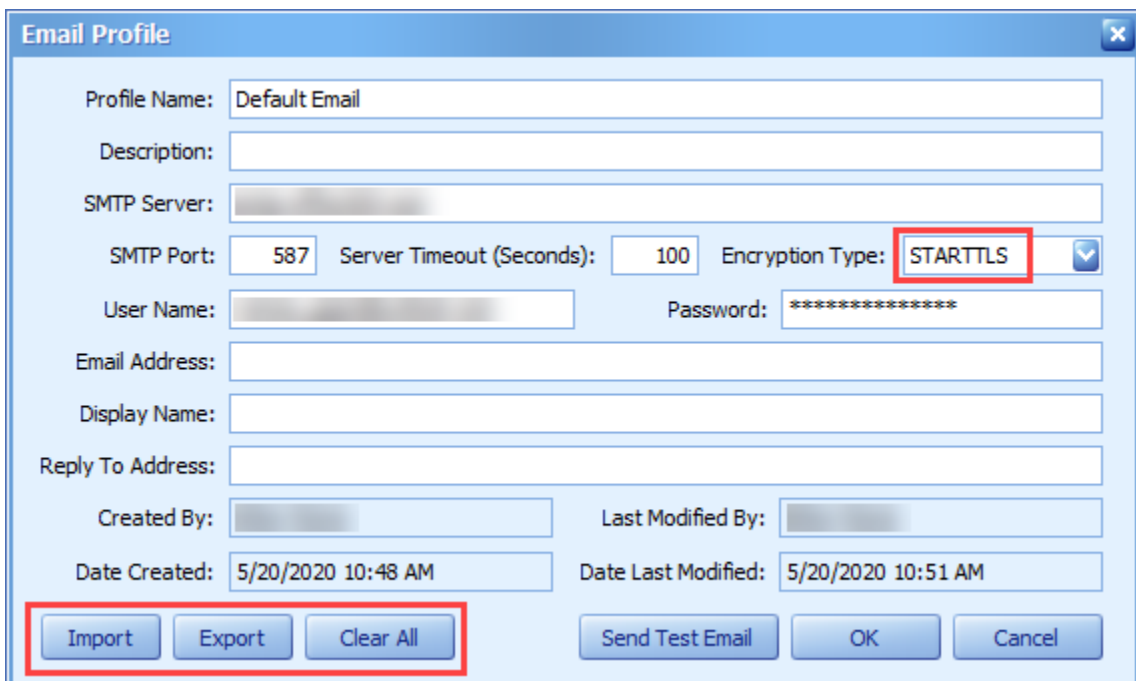 Email Profile
Profile Name: Default Email
Description:
SMTP Server:
SMTP Port: 587 Server Timeout (Seconds): 100 Encryption Type: STARTTLS
User Name: Password: **************
Email Address:
Display Name:
Reply To Address:
Created By: Last Modified By:
Date Created: 5/20/2020 10:48 AM Date Last Modified: 5/20/2020 10:51 AM
Import Export Clear All Send Test Email OK Cancel